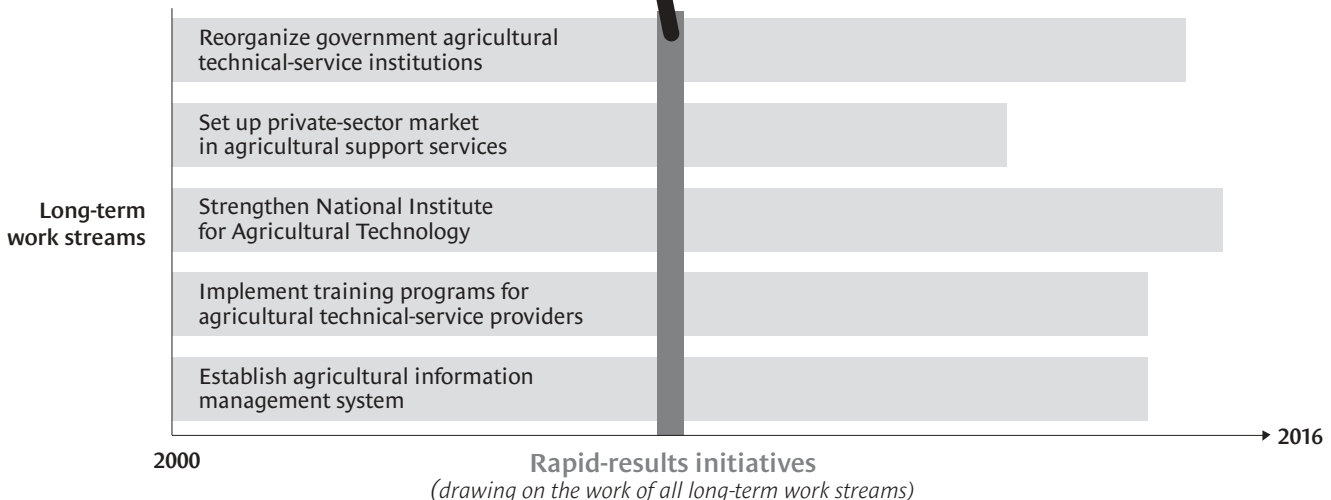 Reorganize government agricultural
technical-service institutions
Set up private-sector market
in agricultural support services
Long-term
work streams
Strengthen National Institute
for Agricultural Technology
Implement training programs for
agricultural technical-service providers
Establish agricultural information
management system
2000
2016
Rapid-results initiatives
(drawing on the work of all long-term work streams)